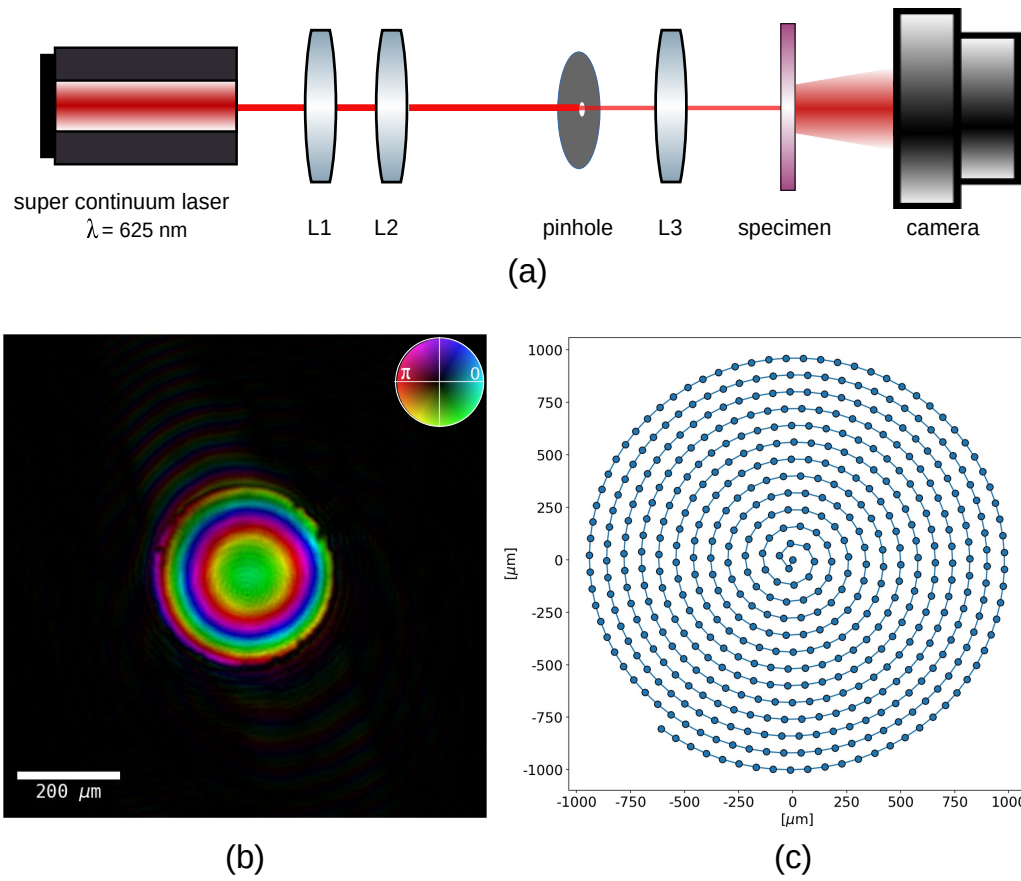 super continuum laser
λ = 625 nm
L1
L2
pinhole
L3
specimen
camera
(a)
π
0
200 μm
(b)
1000
750
500
250
0
-250
-500
-750
-1000
[μm]
-1000
-750
-500
-250
0
250
500
750
1000
[μm]
(c)